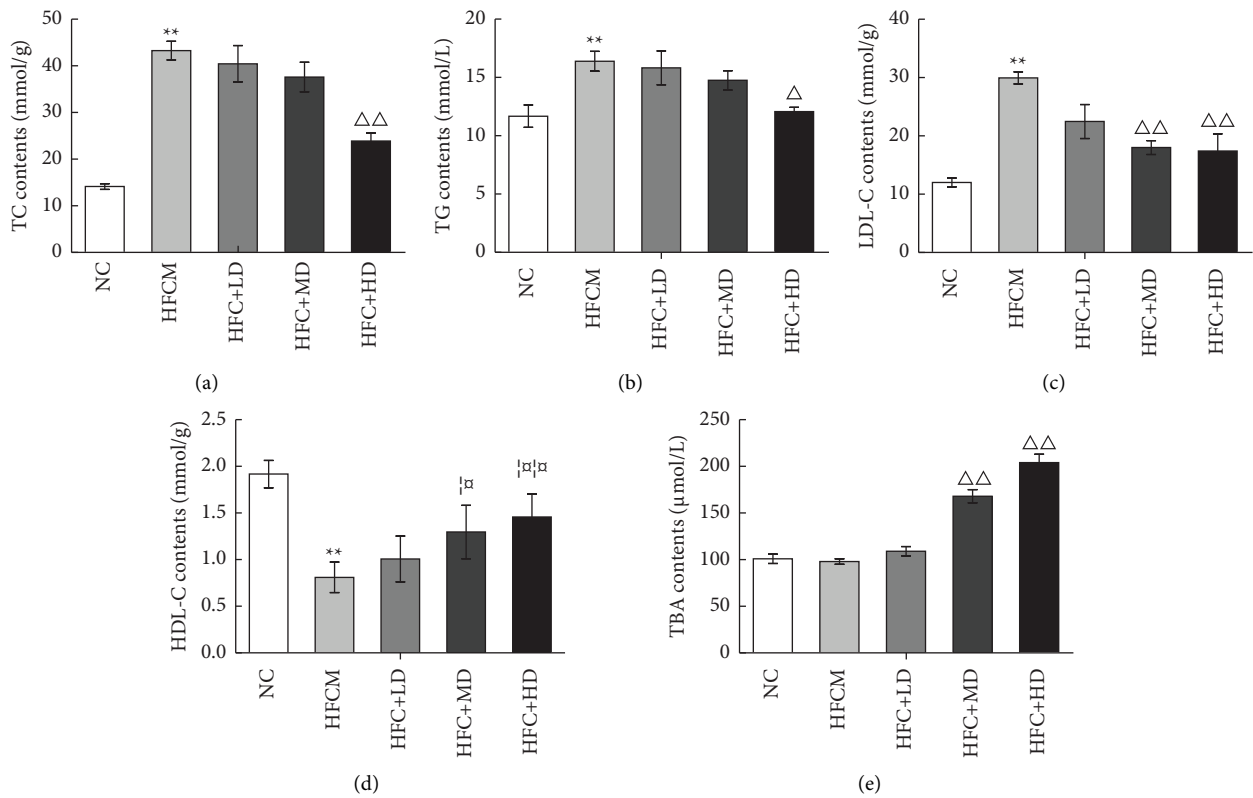 TC contents (mmol/g)
50
40
30
20
10
0
**
△△
NC
HFCM
HFC+LD
HFC+MD
HFC+HD
(a)
TG contents (mmol/L)
20
15
10
5
0
**
△
NC
HFCM
HFC+LD
HFC+MD
HFC+HD
(b)
LDL-C contents (mmol/g)
40
30
20
10
0
**
△△
△△
NC
HFCM
HFC+LD
HFC+MD
HFC+HD
(c)
HDL-C contents (mmol/g)
2.5
2.0
1.5
1.0
0.5
0.0
**
¦¤
¦¤¦¤
NC
HFCM
HFC+LD
HFC+MD
HFC+HD
(d)
TBA contents (μmol/L)
250
200
150
100
50
0
△△
△△
NC
HFCM
HFC+LD
HFC+MD
HFC+HD
(e)